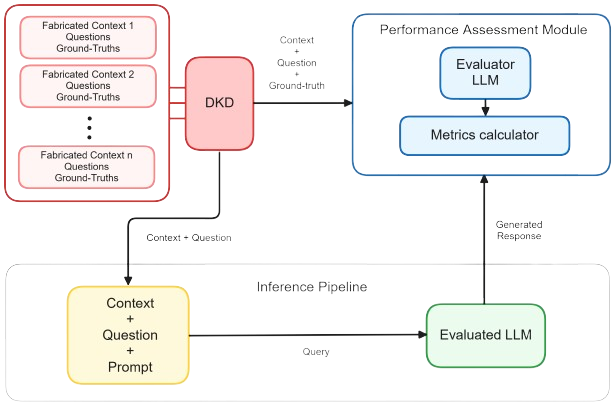 Fabricated Context 1
Questions
Ground-Truths
Fabricated Context 2
Questions
Ground-Truths
Fabricated Context n
Questions
Ground-Truths
DKD
Context
+
Question
+
Ground-truth
Performance Assessment Module
Evaluator
LLM
Metrics calculator
Context + Question
Generated
Response
Inference Pipeline
Context
+
Question
+
Prompt
Query
Evaluated LLM